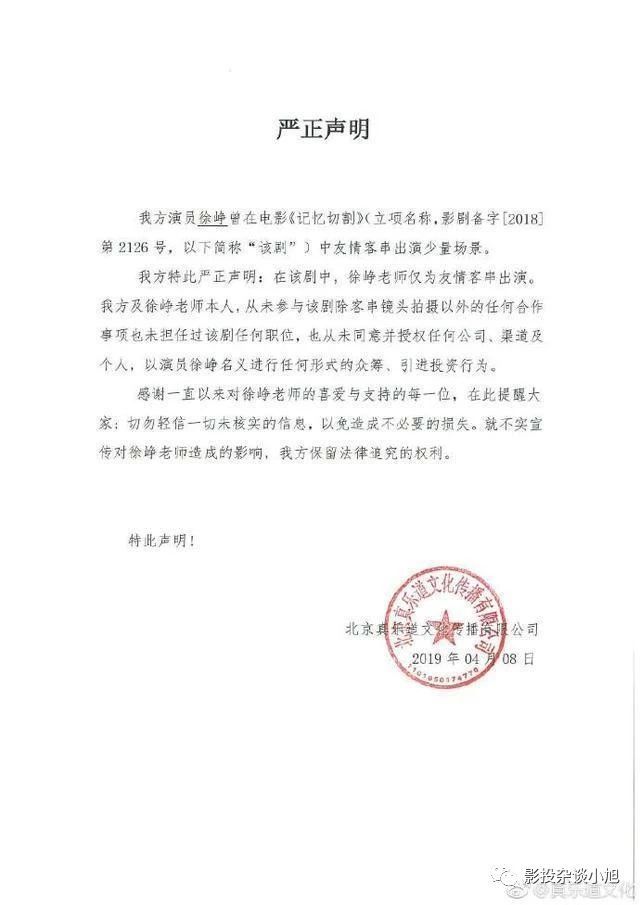 严正声明
我方演员徐峥曾在电影《记忆切割》（立项名称，影剧备字[2018]
第 2126 号，以下简称“该剧”）中友情客串出演少量场景。
我方特此严正声明：在该剧中，徐峥老师仅为友情客串出演。
我方及徐峥老师本人，从未参与该剧除客串镜头拍摄以外的任何合作
事项也未担任过该剧任何职位，也从未同意并授权任何公司、渠道及
个人，以演员徐峥名义进行任何形式的众筹、引进投资行为。
感谢一直以来对徐峥老师的喜爱与支持的每一位，在此提醒大
家：切勿轻信一切未核实的信息，以免造成不必要的损失。就不实宣
传对徐峥老师造成的影响，我方保留法律追究的权利。
特此声明！
北京真乐道文化传播有限公司
北京真乐道文化传播有限公司
2019 年 04 月 08 日
影投杂谈小旭
@真乐道文化